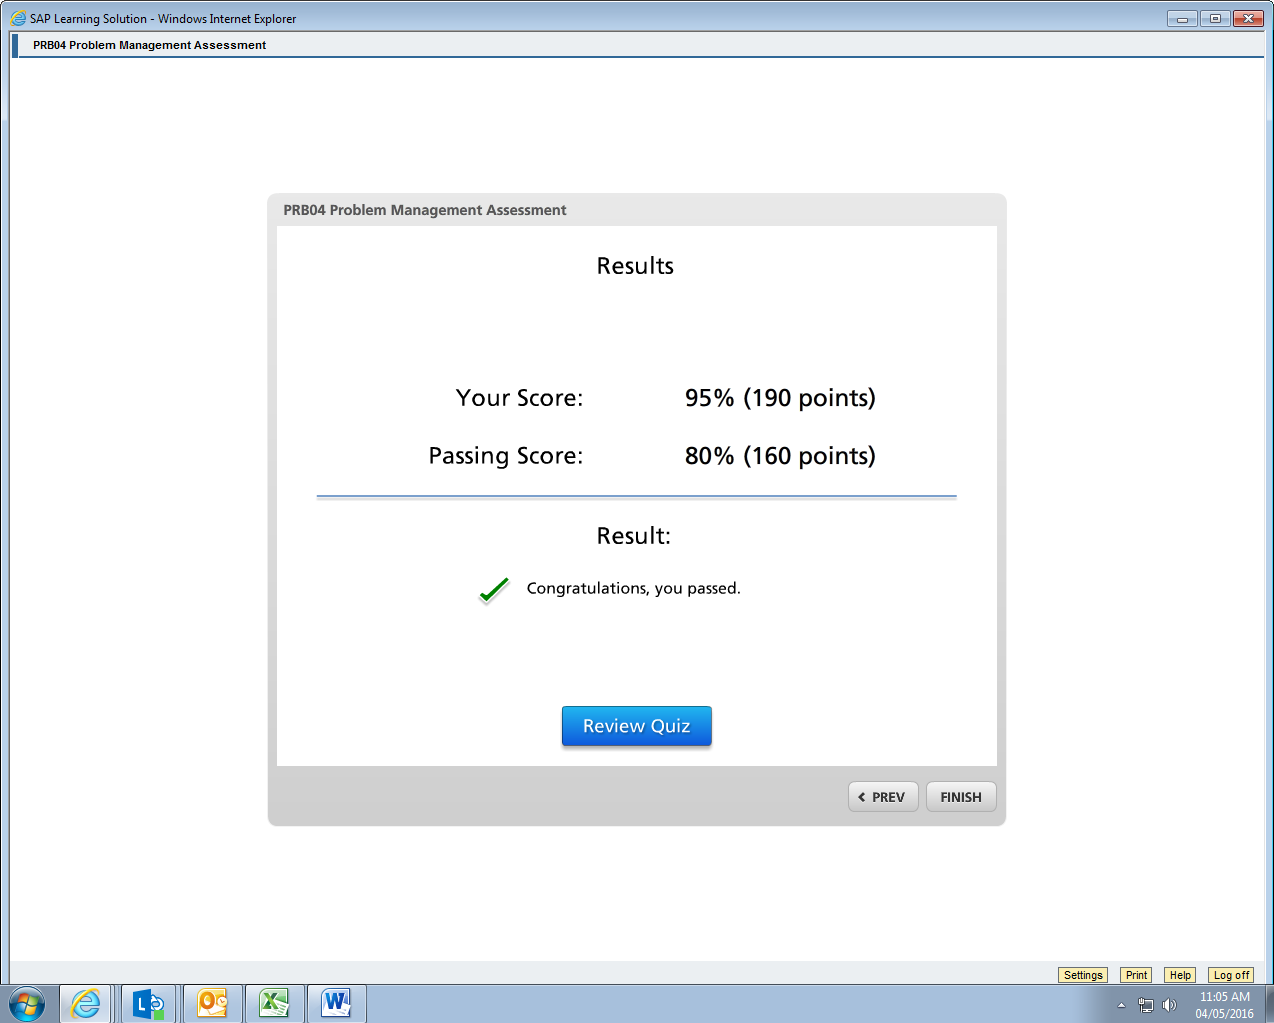 SAP Learning Solution - Windows Internet Explorer
PRB04 Problem Management Assessment
PRB04 Problem Management Assessment
Results
Your Score: 95% (190 points)
Passing Score: 80% (160 points)
Result:
Congratulations, you passed.
Review Quiz
PREV FINISH
Settings Print Help Log off
11:05 AM
04/05/2016